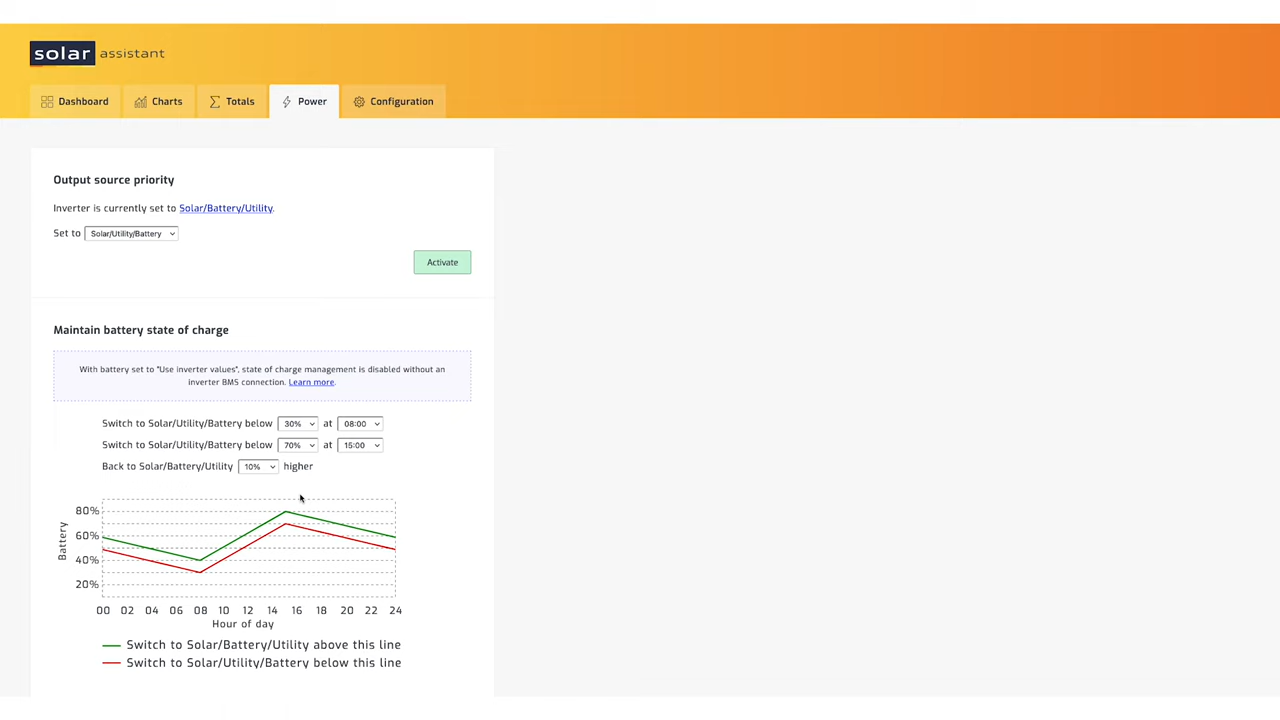 solar assistant
Dashboard
Charts
Totals
Power
Configuration
Output source priority
Inverter is currently set to Solar/Battery/Utility.
Set to Solar/Utility/Battery
Activate
Maintain battery state of charge
With battery set to "Use inverter values", state of charge management is disabled without an
inverter BMS connection. Learn more.
Switch to Solar/Utility/Battery below 30% at 08:00
Switch to Solar/Utility/Battery below 70% at 15:00
Back to Solar/Battery/Utility 10% higher
80%
60%
40%
20%
Battery
00 02 04 06 08 10 12 14 16 18 20 22 24
Hour of day
Switch to Solar/Battery/Utility above this line
Switch to Solar/Utility/Battery below this line